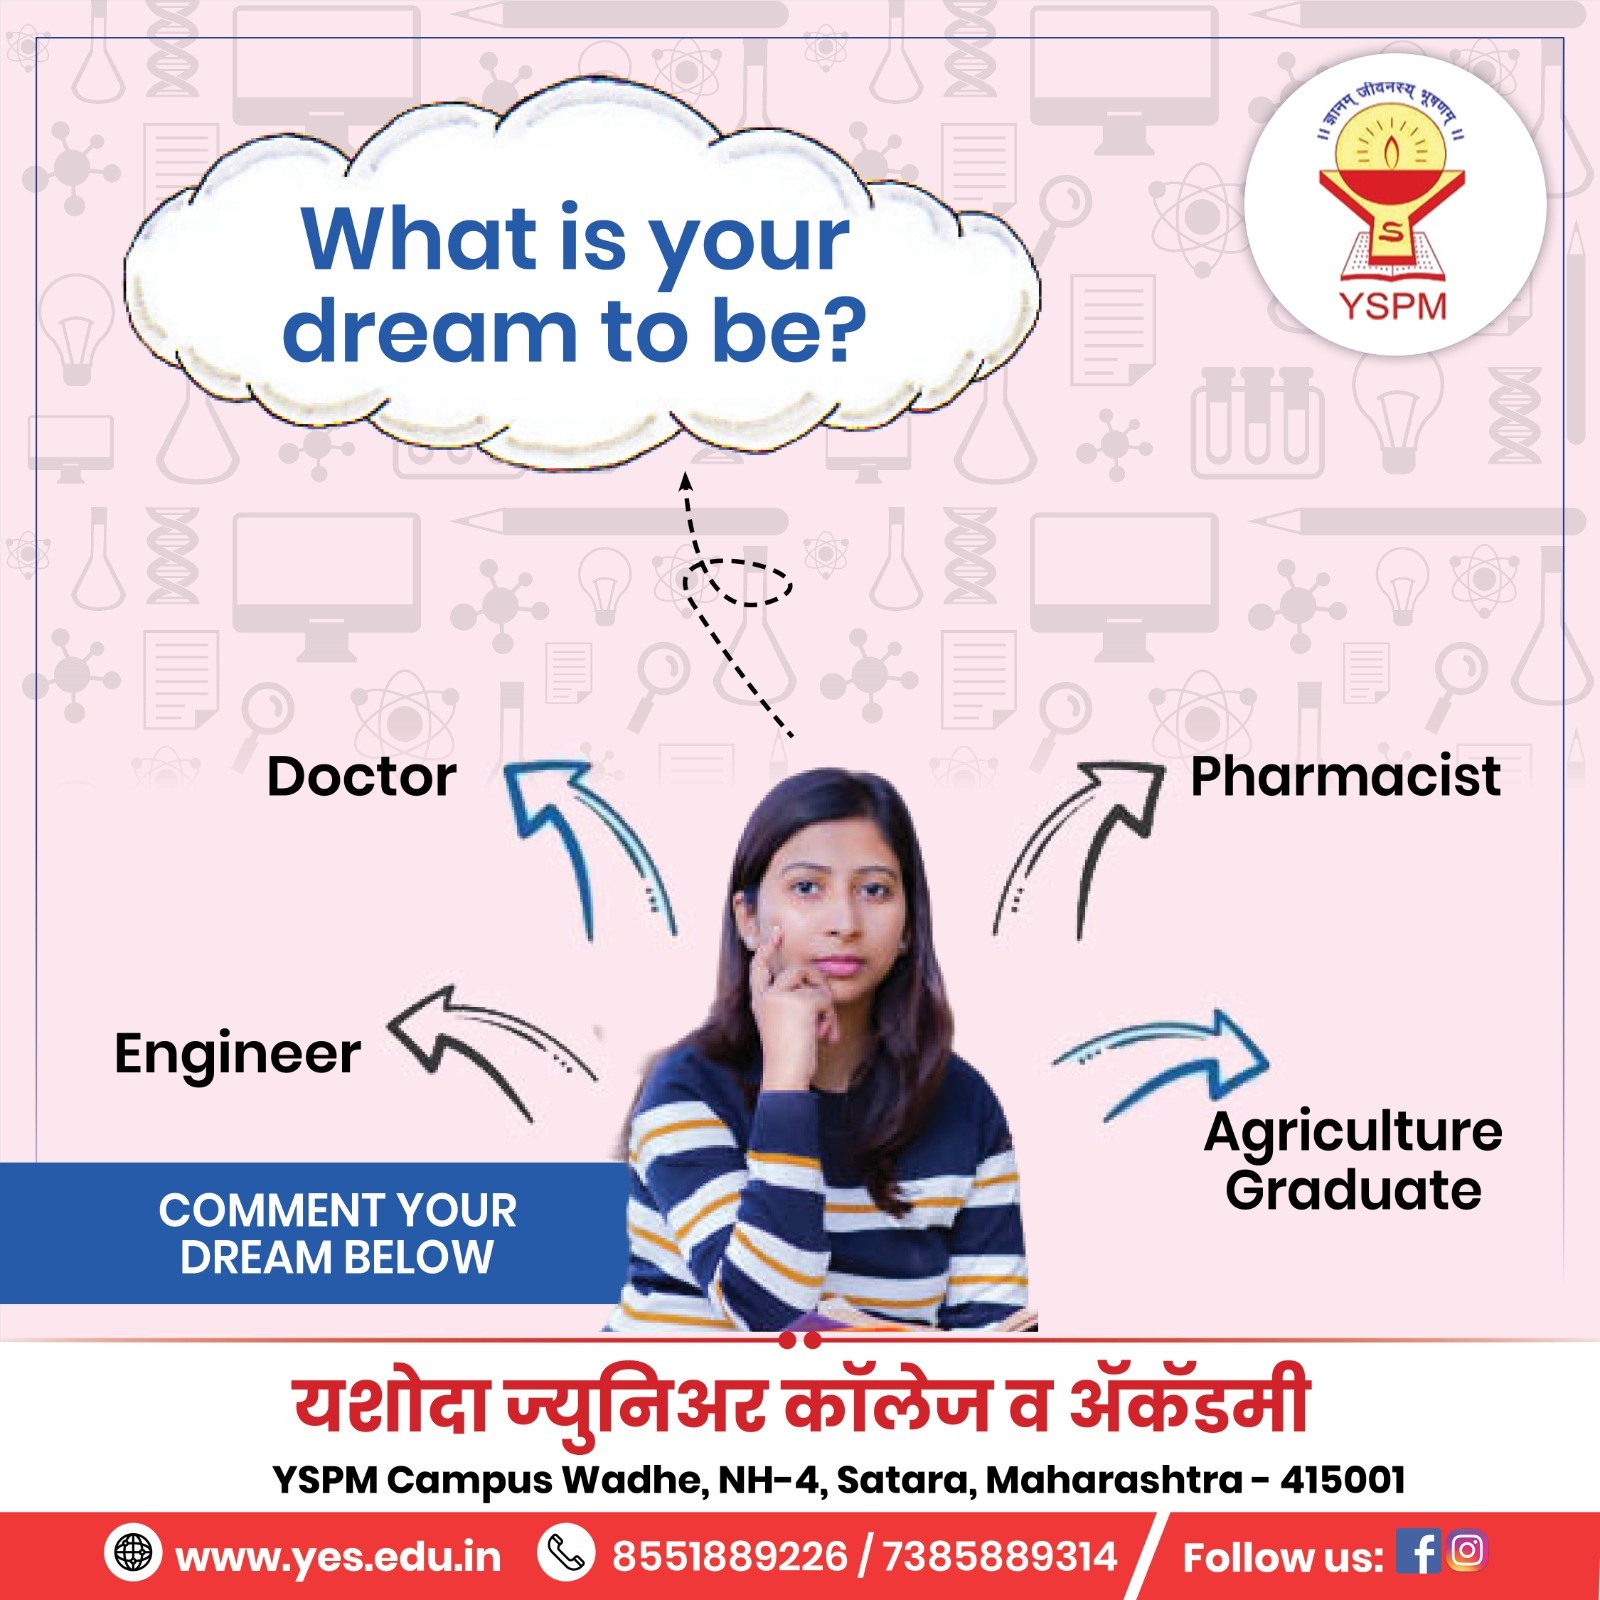 What is your
dream to be?
।। ज्ञानम् जीवनस्य् भूषणम् ।।
S
YSPM
Doctor
Pharmacist
Engineer
Agriculture
Graduate
COMMENT YOUR
DREAM BELOW
यशोदा ज्युनिअर कॉलेज व ॲकॅडमी
YSPM Campus Wadhe, NH-4, Satara, Maharashtra - 415001
www.yes.edu.in 8551889226 / 7385889314 Follow us: